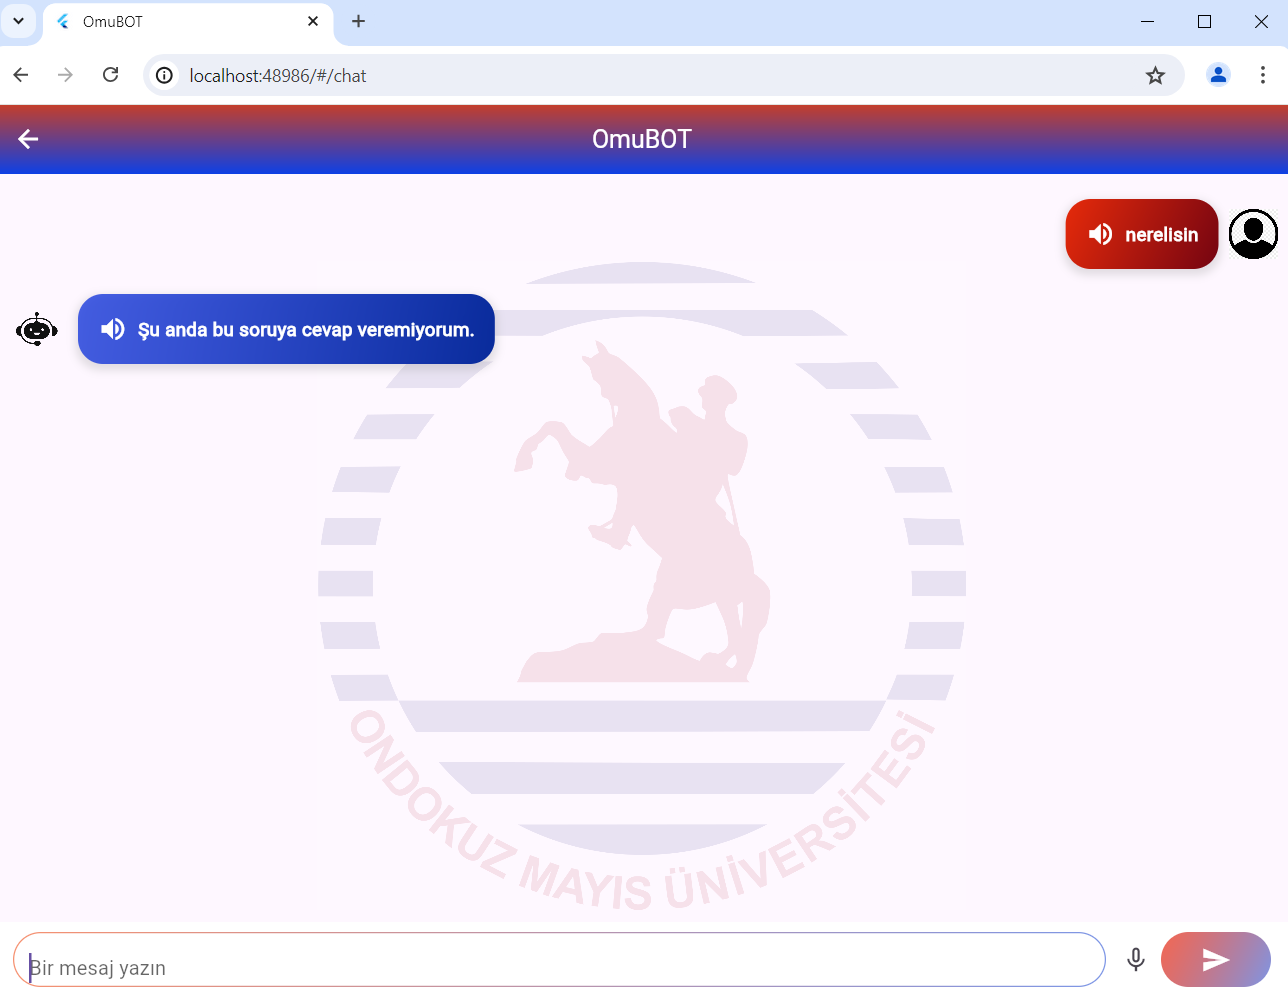 OmuBOT
localhost:48986/#/chat
OmuBOT
nerelisin
Şu anda bu soruya cevap veremiyorum.
ONDOKUZ MAYIS ÜNİVERSİTESİ
Bir mesaj yazın